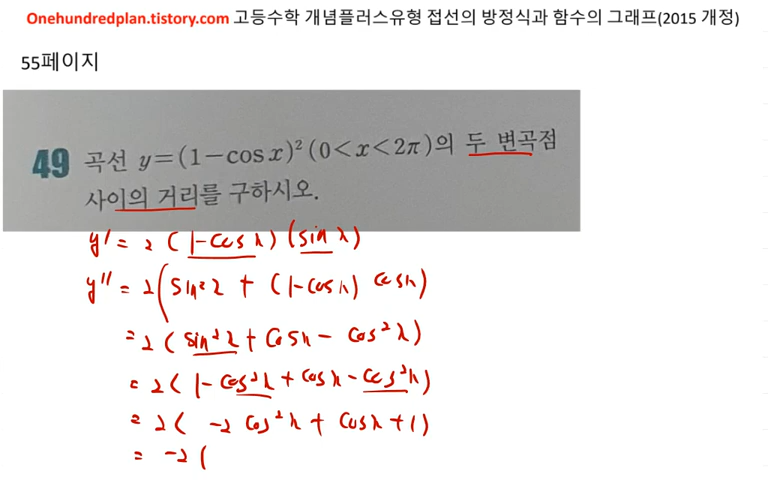 Onehundredplan.tistory.com 고등수학 개념플러스유형 접선의 방정식과 함수의 그래프(2015 개정)
55페이지
49 곡선 y=(1-cos x)² (0<x<2π)의 두 변곡점
사이의 거리를 구하시오.
y' = 2 (1-cos x) (sin x)
y'' = 2(sin²x + (1-cos x) cos x)
= 2 (sin²x + cos x - cos²x)
= 2 (1-cos²x + cos x - cos²x)
= 2 ( -2 cos²x + cos x + 1)
= -2 (